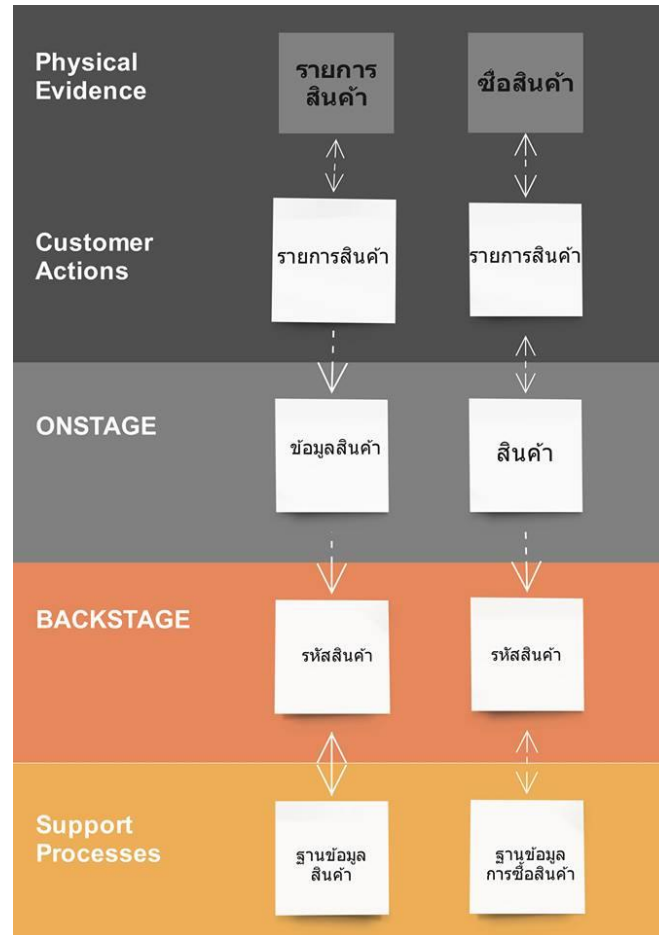 Physical
Evidence
รายการ
สินค้า
ชื่อสินค้า
Customer
Actions
รายการสินค้า
รายการสินค้า
ONSTAGE
ข้อมูลสินค้า
สินค้า
BACKSTAGE
รหัสสินค้า
รหัสสินค้า
Support
Processes
ฐานข้อมูล
สินค้า
ฐานข้อมูล
การซื้อสินค้า